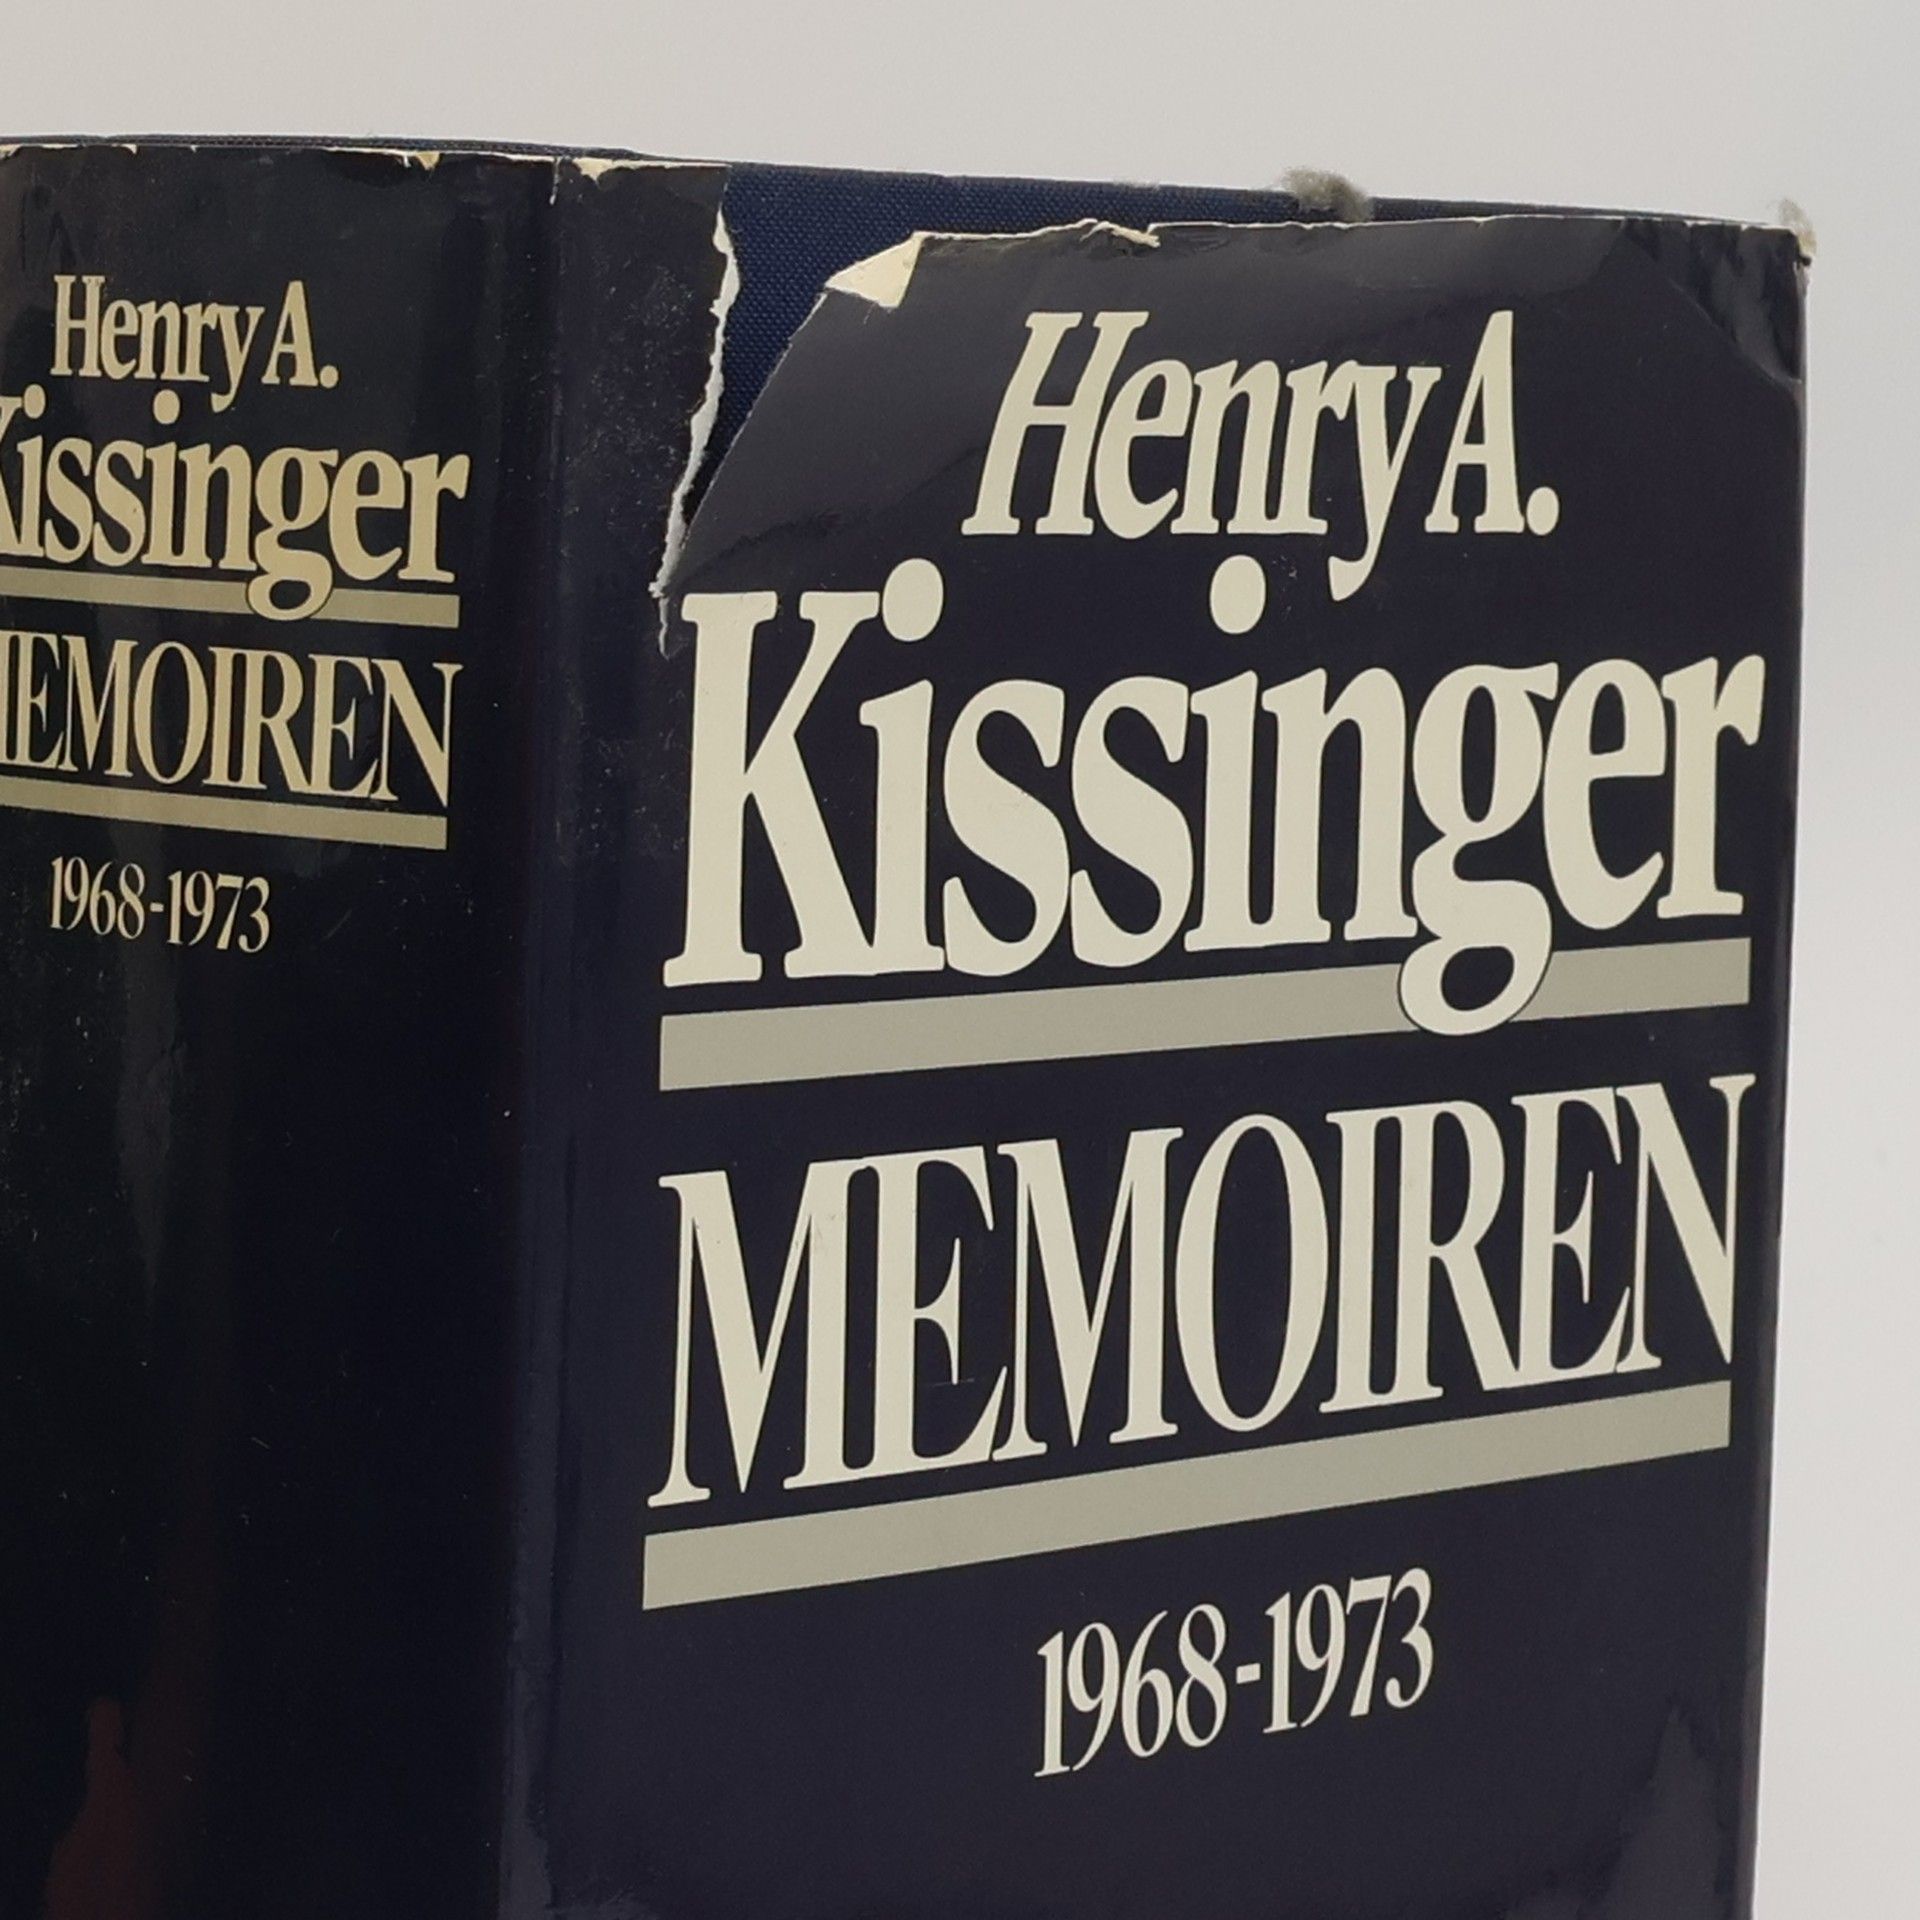 Henry A.
Kissinger
MEMOIREN
1968-1973
Henry A.
Kissinger
MEMOIREN
1968-1973